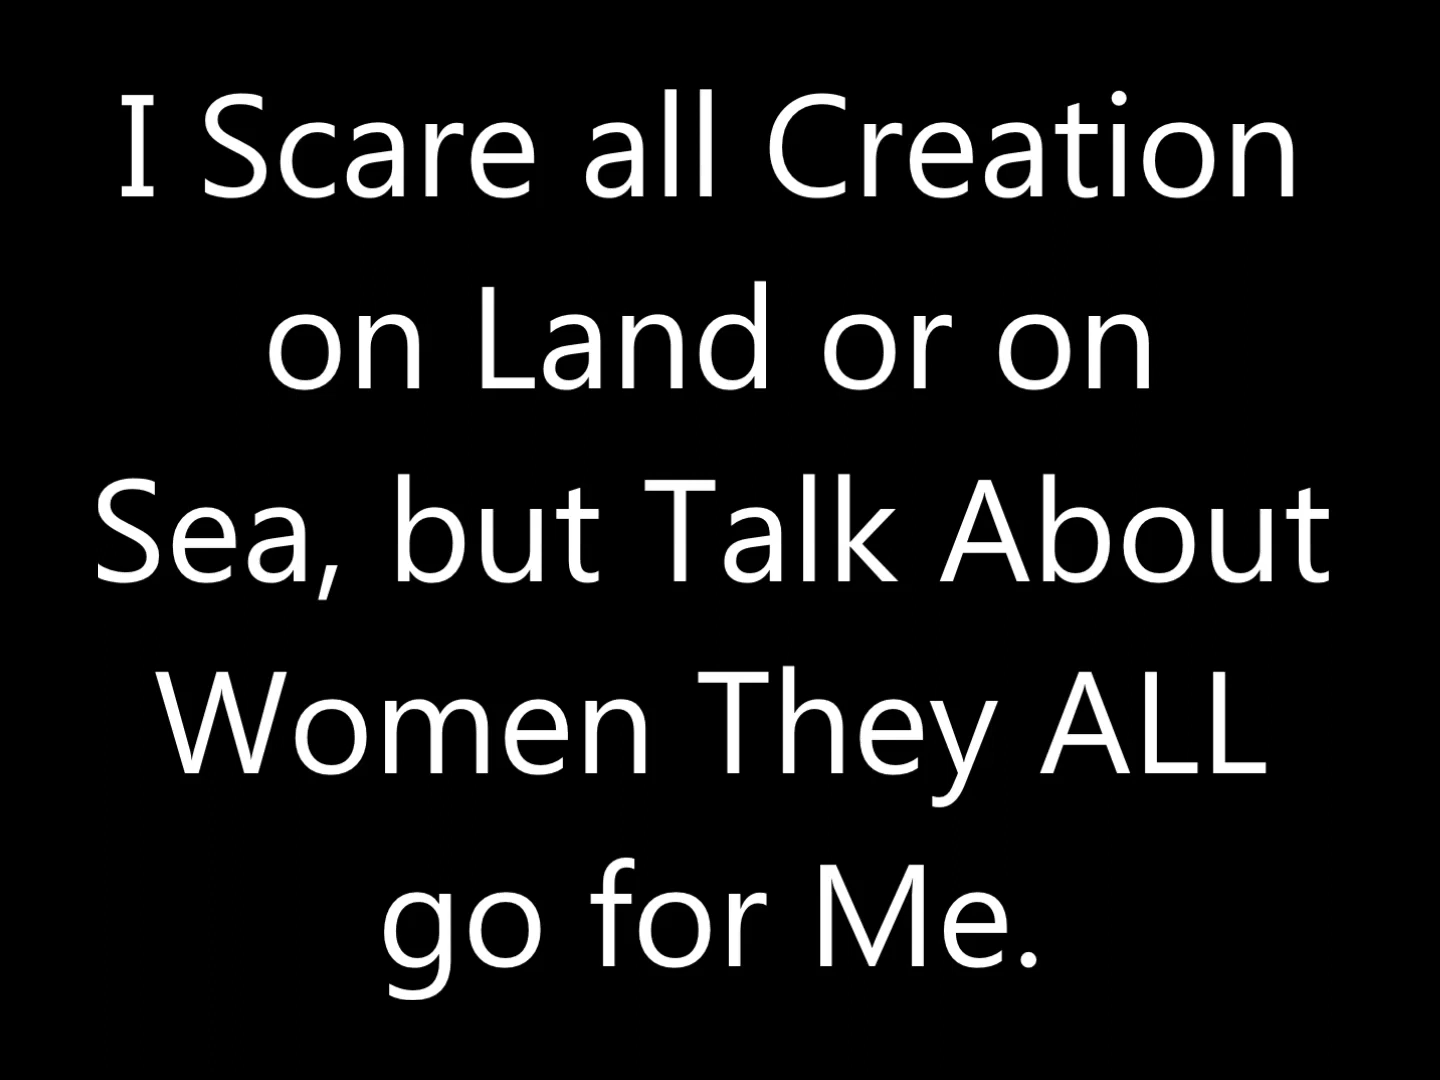 I Scare all Creation
on Land or on
Sea, but Talk About
Women They ALL
go for Me.